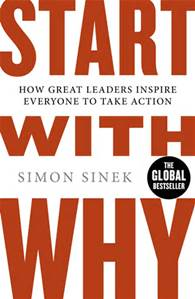 START
HOW GREAT LEADERS INSPIRE
EVERYONE TO TAKE ACTION
WITH
SIMON SINEK
THE
GLOBAL
BESTSELLER
WHY